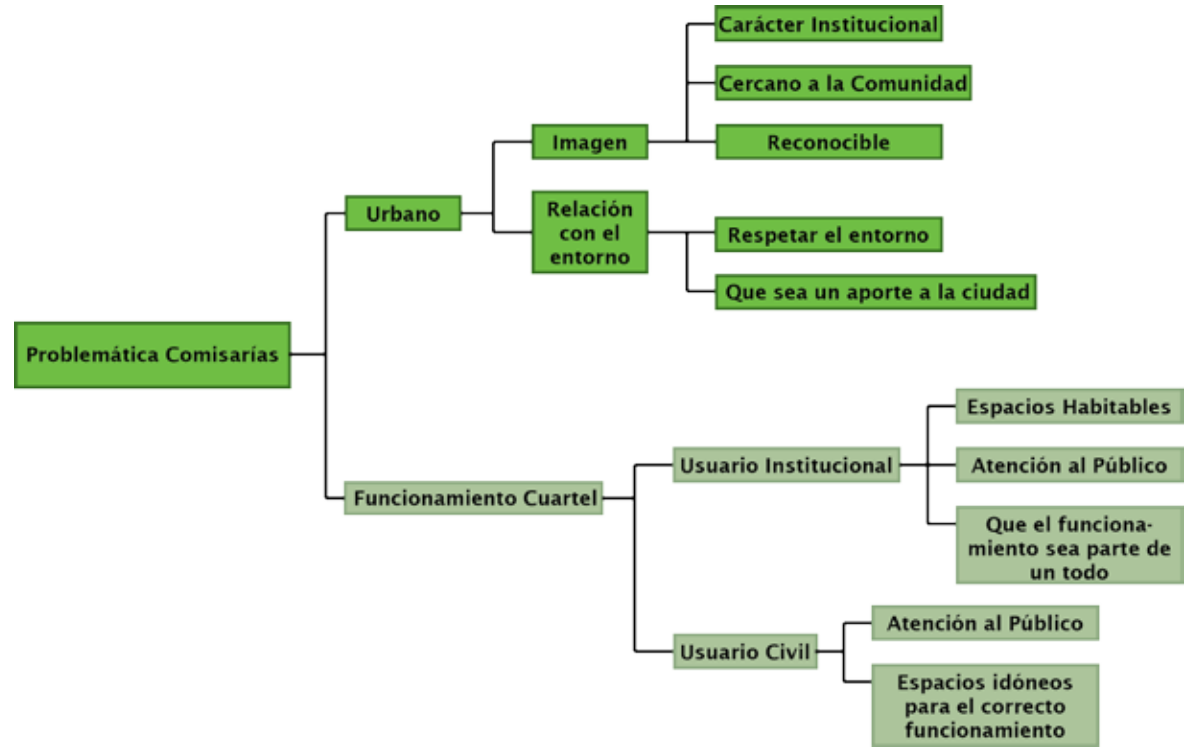 Carácter Institucional
Cercano a la Comunidad
Imagen
Reconocible
Urbano
Relación
con el
entorno
Respetar el entorno
Que sea un aporte a la ciudad
Problemática Comisarías
Espacios Habitables
Usuario Institucional
Atención al Público
Funcionamiento Cuartel
Que el funciona-
miento sea parte de
un todo
Atención al Público
Usuario Civil
Espacios idóneos
para el correcto
funcionamiento